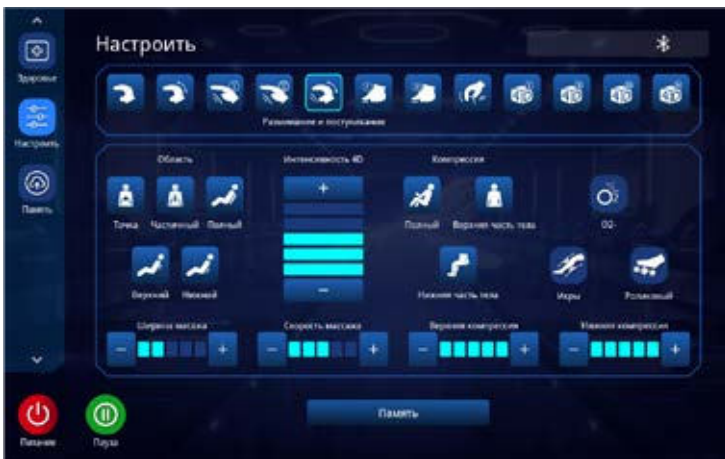 Настроить
Здоровье
Настроить
Память
Разминание и постукивание
Область
Интенсивность 4D
Компрессия
+
Точка
Частичный
Полный
Полный
Верхняя часть тела
O2-
Верхний
Нижний
−
Нижняя часть тела
Икры
Роликовый
Ширина массажа
Скорость массажа
Верхняя компрессия
Нижняя компрессия
− +
− +
− +
− +
Память
Питание
Пауза